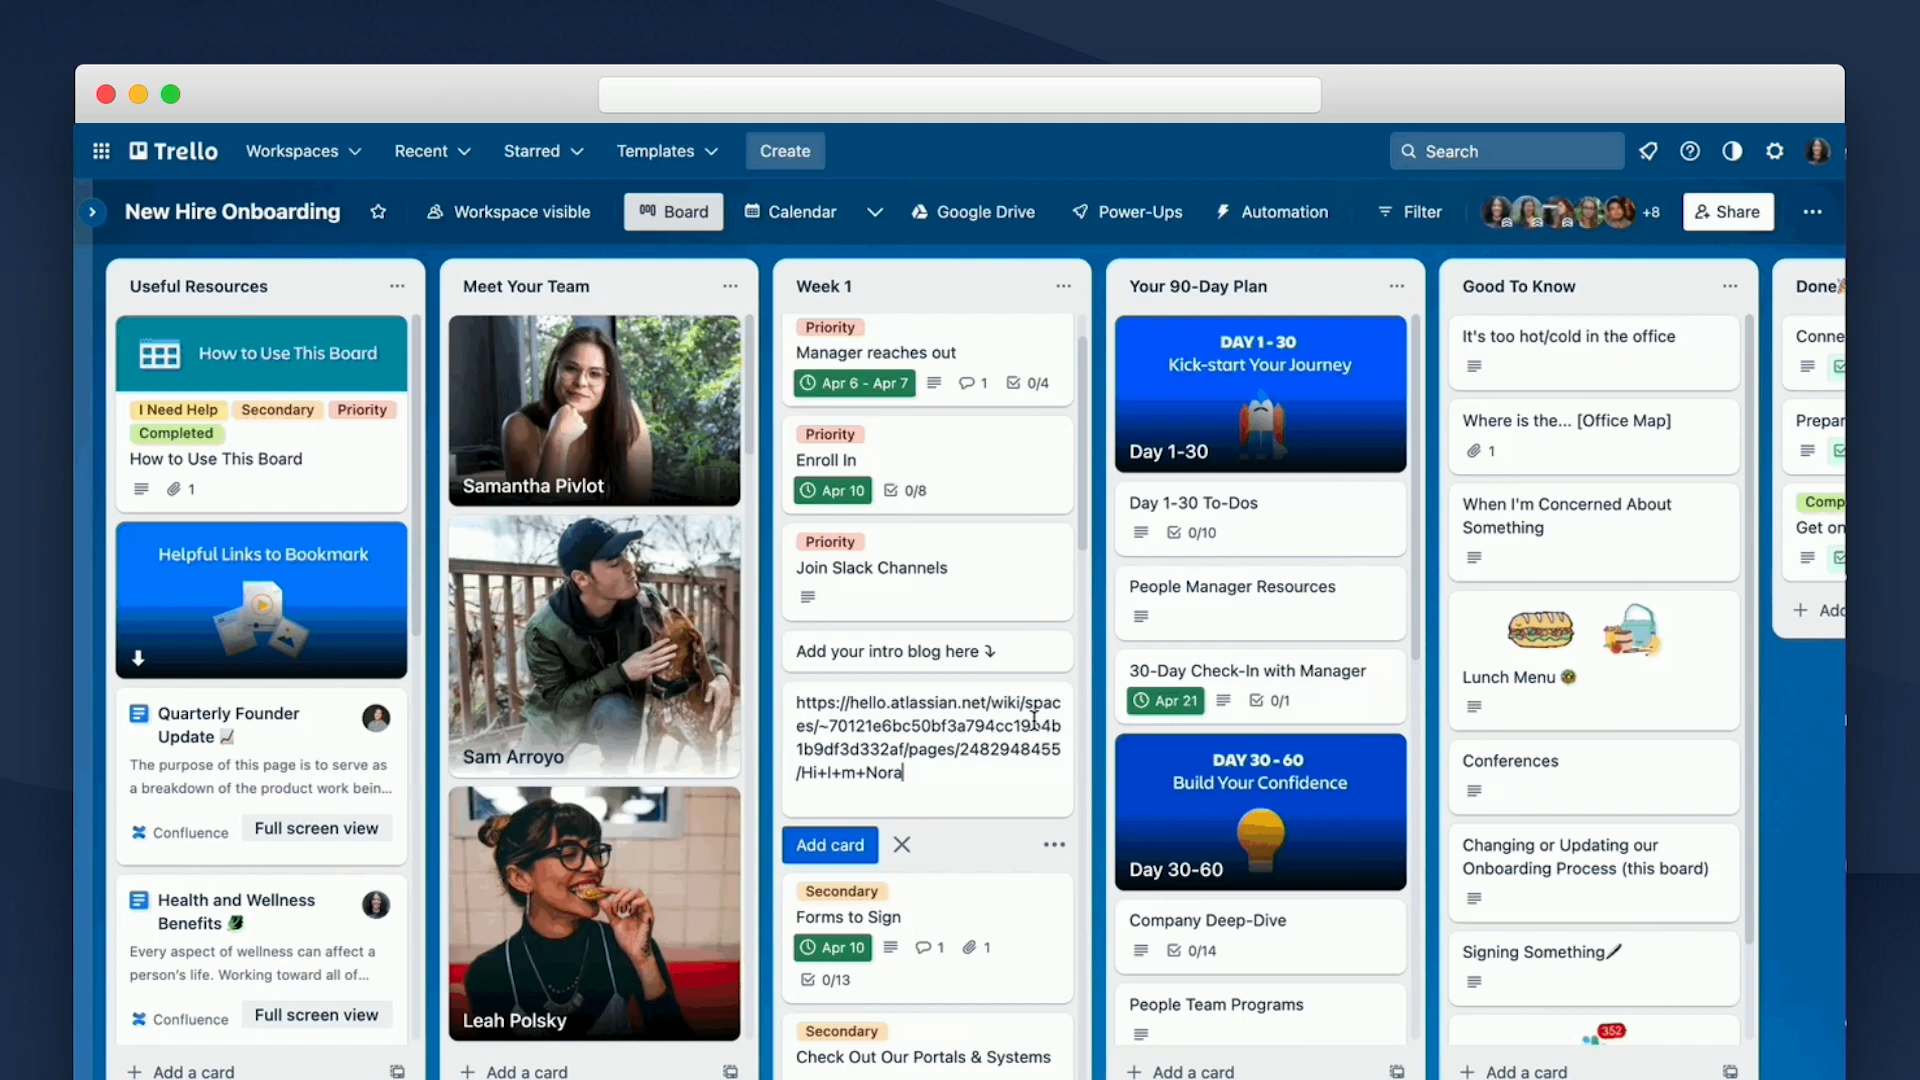 Trello
Workspaces
Recent
Starred
Templates
Create
Search
New Hire Onboarding
Workspace visible
Board
Calendar
Google Drive
Power-Ups
Automation
Filter
+8
Share
Useful Resources
How to Use This Board
I Need Help
Secondary
Priority
Completed
How to Use This Board
1
Helpful Links to Bookmark
Quarterly Founder
Update
The purpose of this page is to serve as
a breakdown of the product work bein...
Confluence
Full screen view
Health and Wellness
Benefits
Every aspect of wellness can affect a
person's life. Working toward all of...
Confluence
Full screen view
+ Add a card
Meet Your Team
Samantha Pivlot
Sam Arroyo
Leah Polsky
+ Add a card
Week 1
Priority
Manager reaches out
Apr 6 - Apr 7
1
0/4
Priority
Enroll In
Apr 10
0/8
Priority
Join Slack Channels
Add your intro blog here ⤵
https://hello.atlassian.net/wiki/spac
1b9df3d332af/pages/2482948455
/Hi+I+m+Nora
Add card
Secondary
Forms to Sign
Apr 10
1
1
0/13
Secondary
Check Out Our Portals & Systems
Your 90-Day Plan
DAY 1 - 30
Kick-start Your Journey
Day 1-30
Day 1-30 To-Dos
0/10
People Manager Resources
30-Day Check-In with Manager
Apr 21
0/1
DAY 30 - 60
Build Your Confidence
Day 30-60
Company Deep-Dive
0/14
People Team Programs
+ Add a card
Good To Know
It's too hot/cold in the office
Where is the... [Office Map]
1
When I'm Concerned About
Something
Lunch Menu
Conferences
Changing or Updating our
Onboarding Process (this board)
Signing Something
352
+ Add a card
Done
Conne
Prepar
Comp
Get on
+ Add